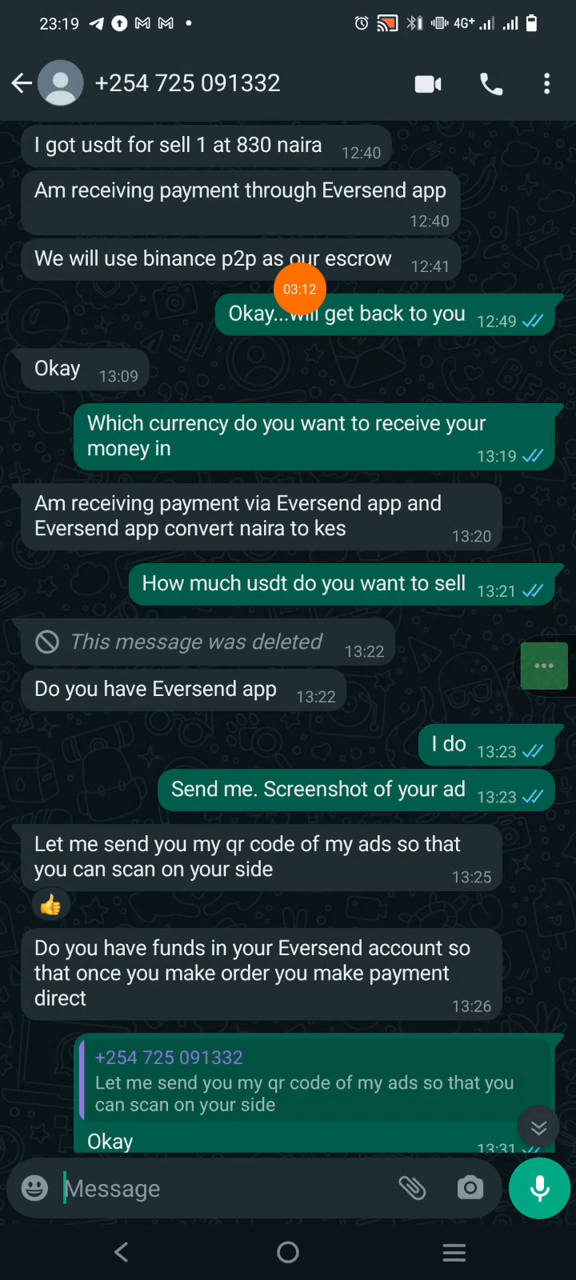 23:19
4G+
+254 725 091332
I got usdt for sell 1 at 830 naira 12:40
Am receiving payment through Eversend app
12:40
We will use binance p2p as our escrow 12:41
03:12
Okay...will get back to you 12:49
Okay 13:09
Which currency do you want to receive your
money in 13:19
Am receiving payment via Eversend app and
Eversend app convert naira to kes 13:20
How much usdt do you want to sell 13:21
This message was deleted 13:22
Do you have Eversend app 13:22
I do 13:23
Send me. Screenshot of your ad 13:23
Let me send you my qr code of my ads so that
you can scan on your side 13:25
Do you have funds in your Eversend account so
that once you make order you make payment
direct 13:26
+254 725 091332
Let me send you my qr code of my ads so that you
can scan on your side
Okay 13:31
Message